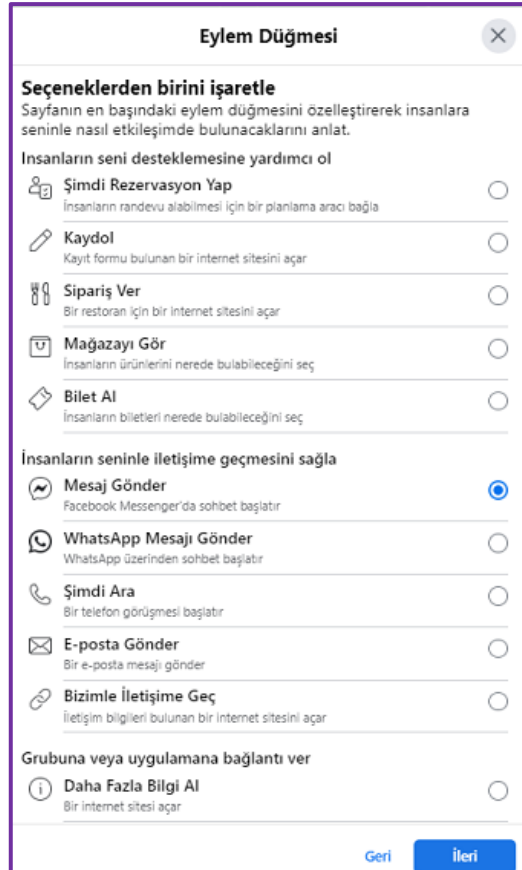 Eylem Düğmesi
Seçeneklerden birini işaretle
Sayfanın en başındaki eylem düğmesini özelleştirerek insanlara
seninle nasıl etkileşimde bulunacaklarını anlat.
İnsanların seni desteklemesine yardımcı ol
Şimdi Rezervasyon Yap
İnsanların randevu alabilmesi için bir planlama aracı bağla
Kaydol
Kayıt formu bulunan bir internet sitesini açar
Sipariş Ver
Bir restoran için bir internet sitesini açar
Mağazayı Gör
İnsanların ürünlerini nerede bulabileceğini seç
Bilet Al
İnsanların biletleri nerede bulabileceğini seç
İnsanların seninle iletişime geçmesini sağla
Mesaj Gönder
Facebook Messenger'da sohbet başlatır
WhatsApp Mesajı Gönder
WhatsApp üzerinden sohbet başlatır
Şimdi Ara
Bir telefon görüşmesi başlatır
E-posta Gönder
Bir e-posta mesajı gönder
Bizimle İletişime Geç
İletişim bilgileri bulunan bir internet sitesini açar
Grubuna veya uygulamana bağlantı ver
Daha Fazla Bilgi Al
Bir internet sitesi açar
Geri İleri